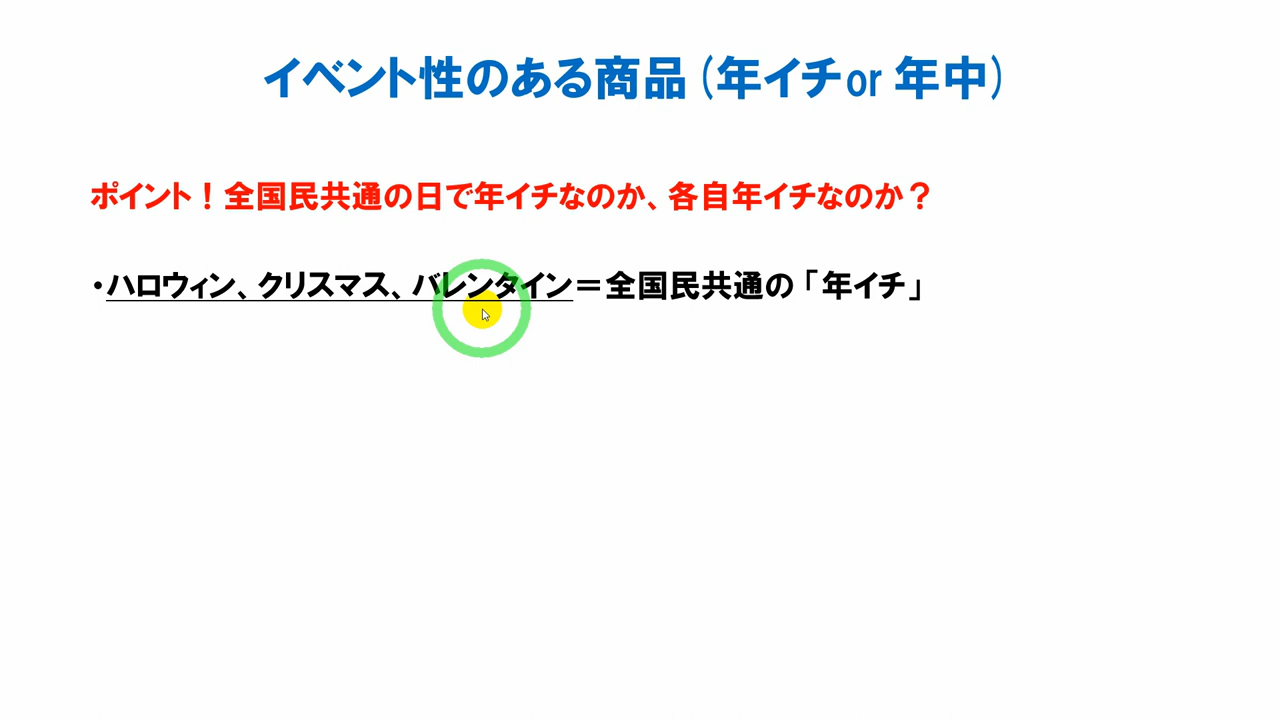 イベント性のある商品(年イチor 年中)
ポイント！全国民共通の日で年イチなのか、各自年イチなのか？
・ハロウィン、クリスマス、バレンタイン＝全国民共通の「年イチ」